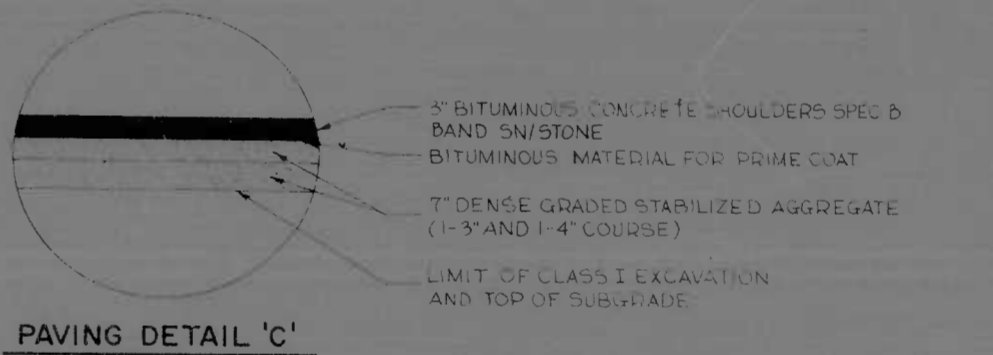 3" BITUMINOUS CONCRETE SHOULDERS SPEC B
BAND SN/STONE
BITUMINOUS MATERIAL FOR PRIME COAT
7" DENSE GRADED STABILIZED AGGREGATE
(1-3" AND 1-4" COURSE)
LIMIT OF CLASS I EXCAVATION
AND TOP OF SUBGRADE
PAVING DETAIL 'C'